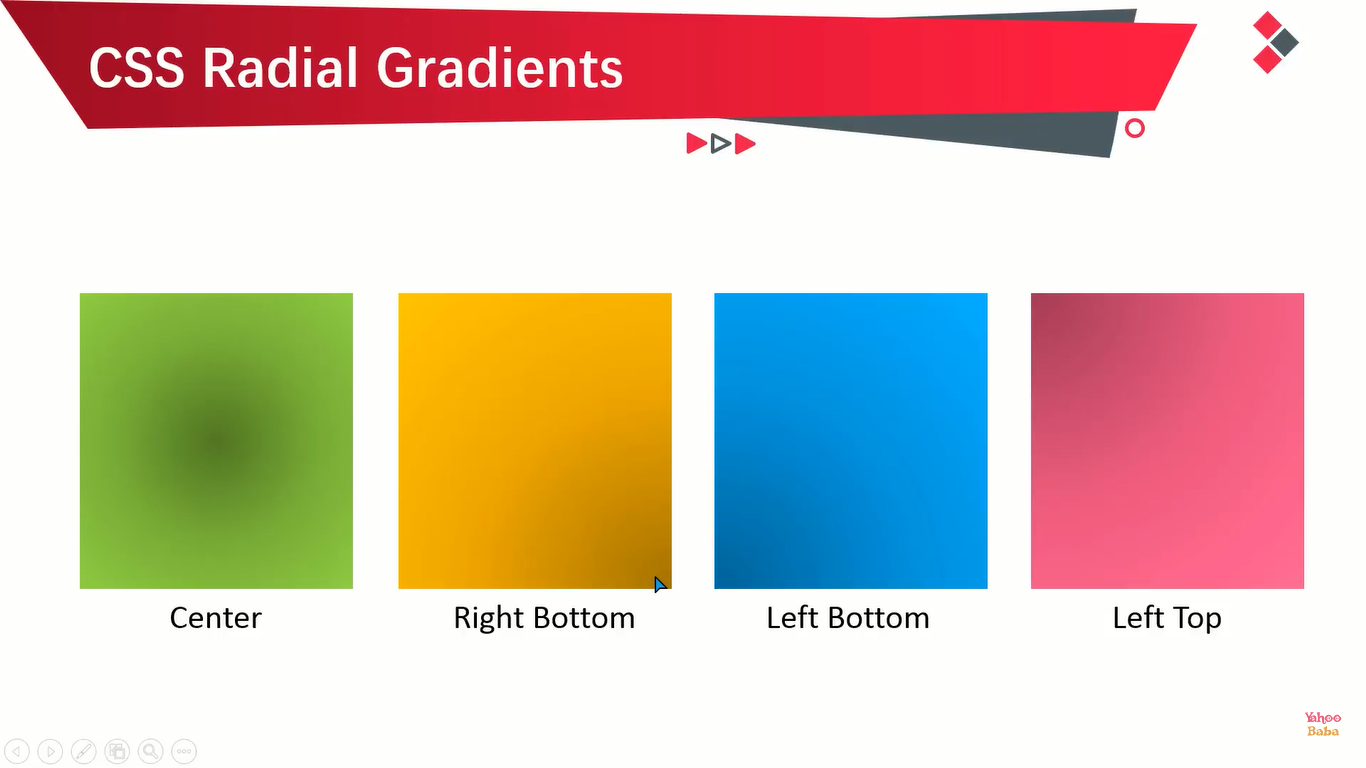 CSS Radial Gradients
Center
Right Bottom
Left Bottom
Left Top
Yahoo
Baba